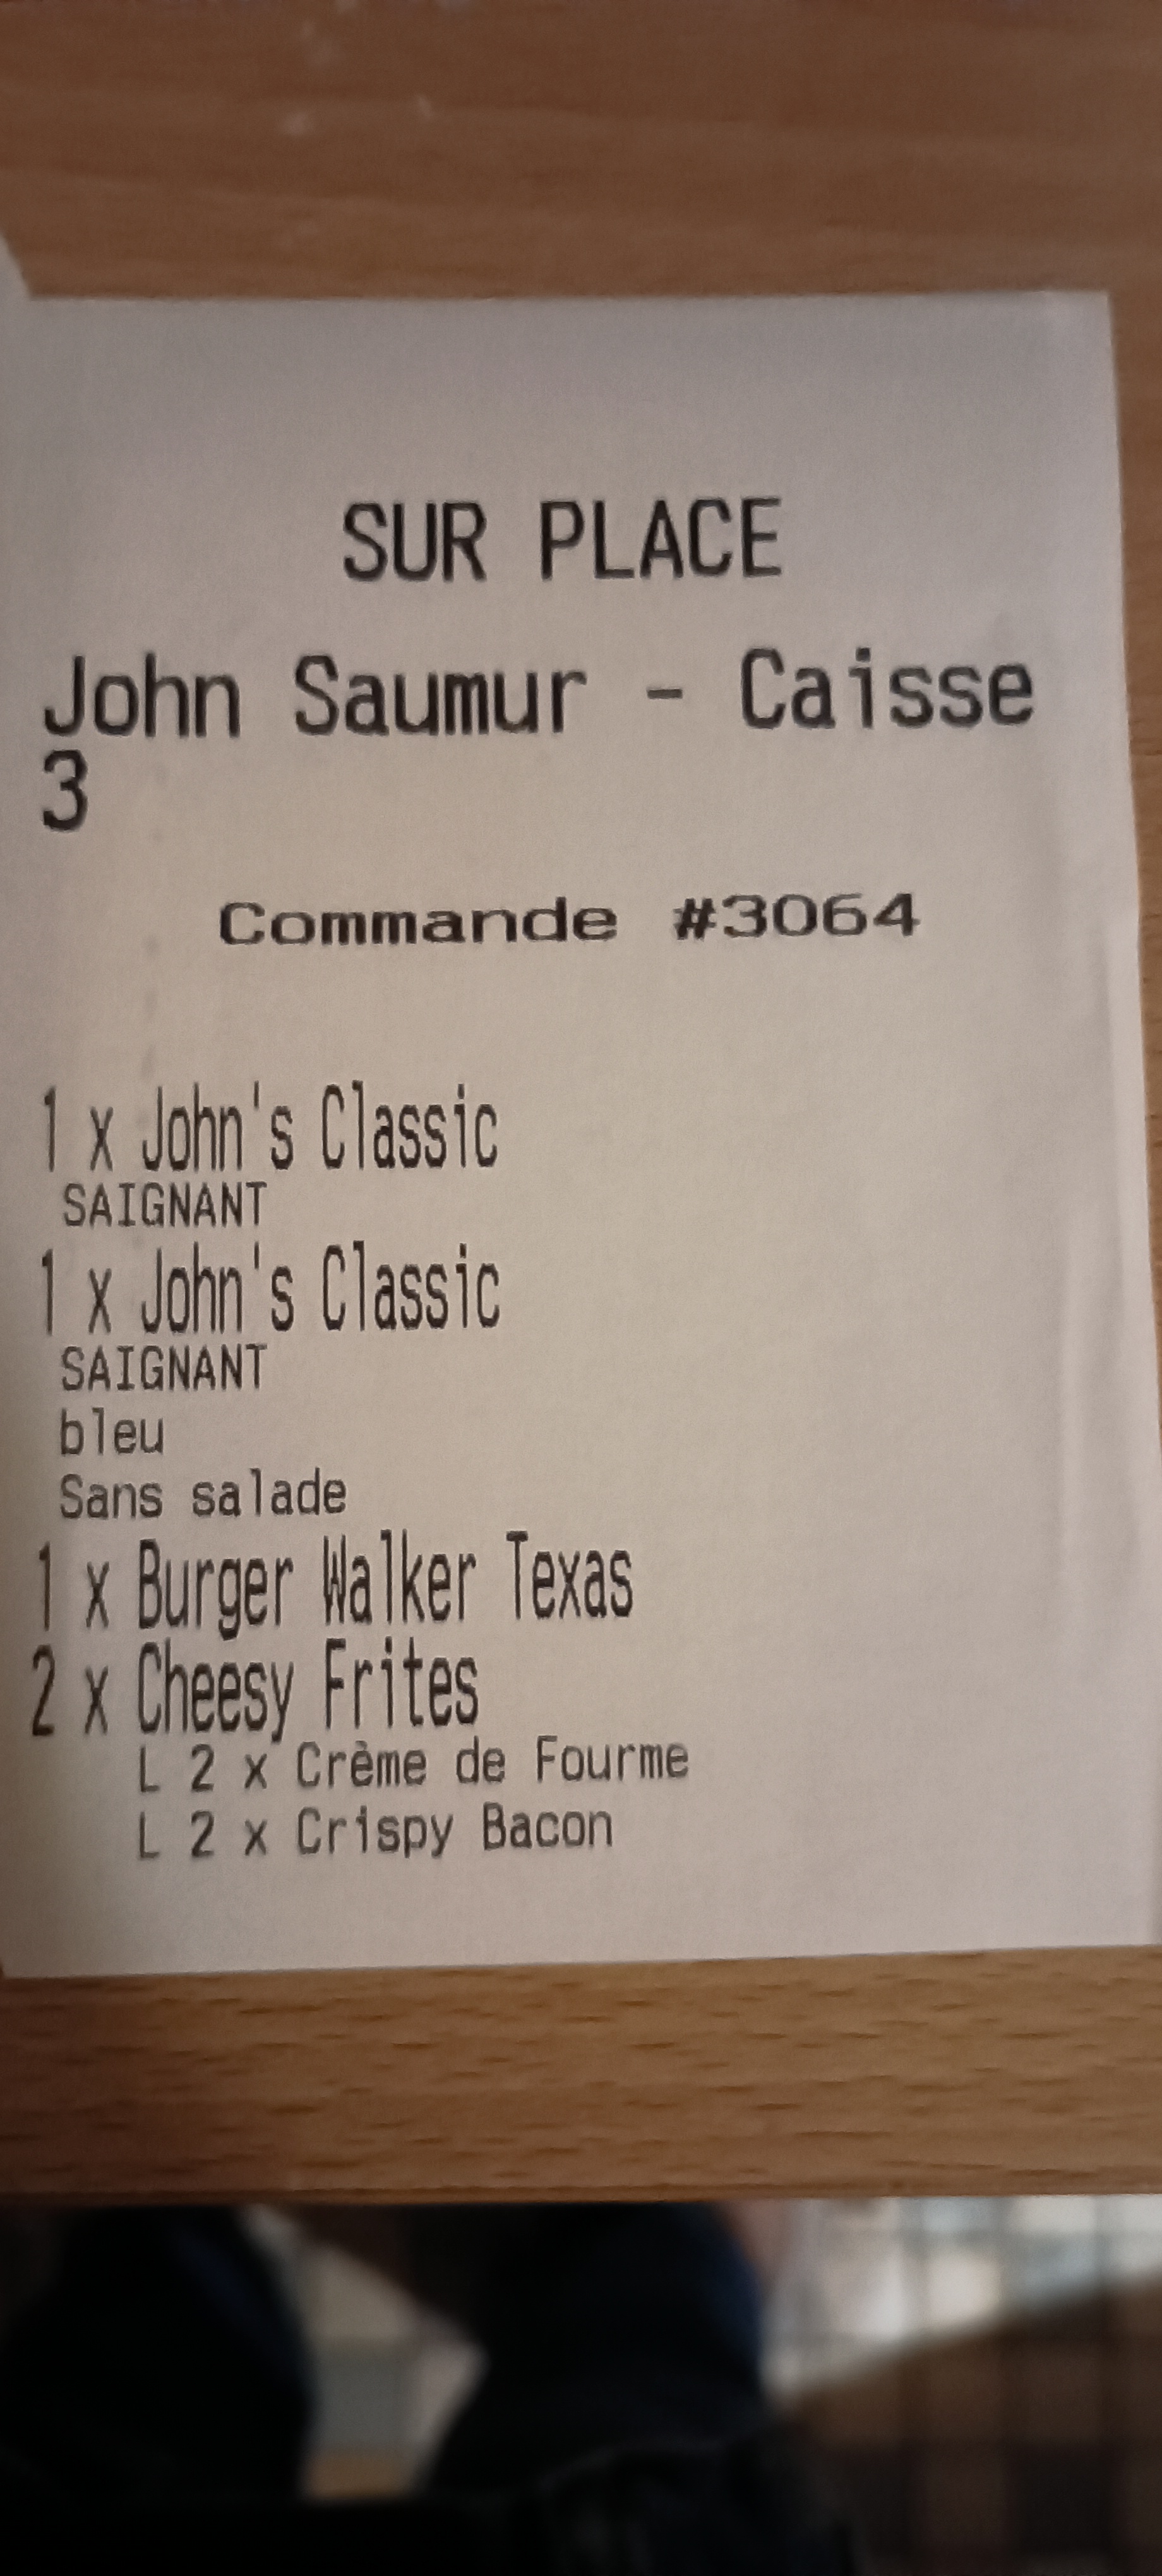 SUR PLACE
John Saumur - Caisse
3
Commande #3064
1 x John's Classic
SAIGNANT
1 x John's Classic
SAIGNANT
bleu
Sans salade
1 x Burger Walker Texas
2 x Cheesy Frites
L 2 x Crème de Fourme
L 2 x Crispy Bacon